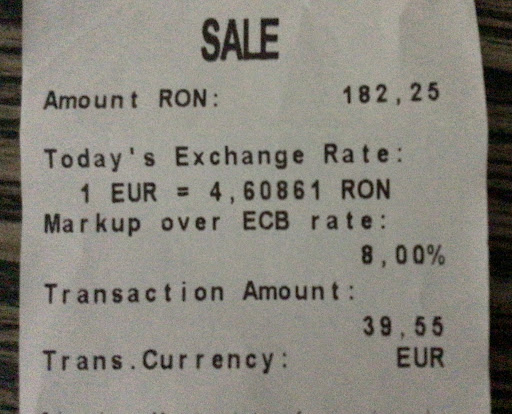 SALE
Amount RON: 182,25
Today's Exchange Rate:
1 EUR = 4,60861 RON
Markup over ECB rate:
8,00%
Transaction Amount:
39,55
Trans.Currency: EUR